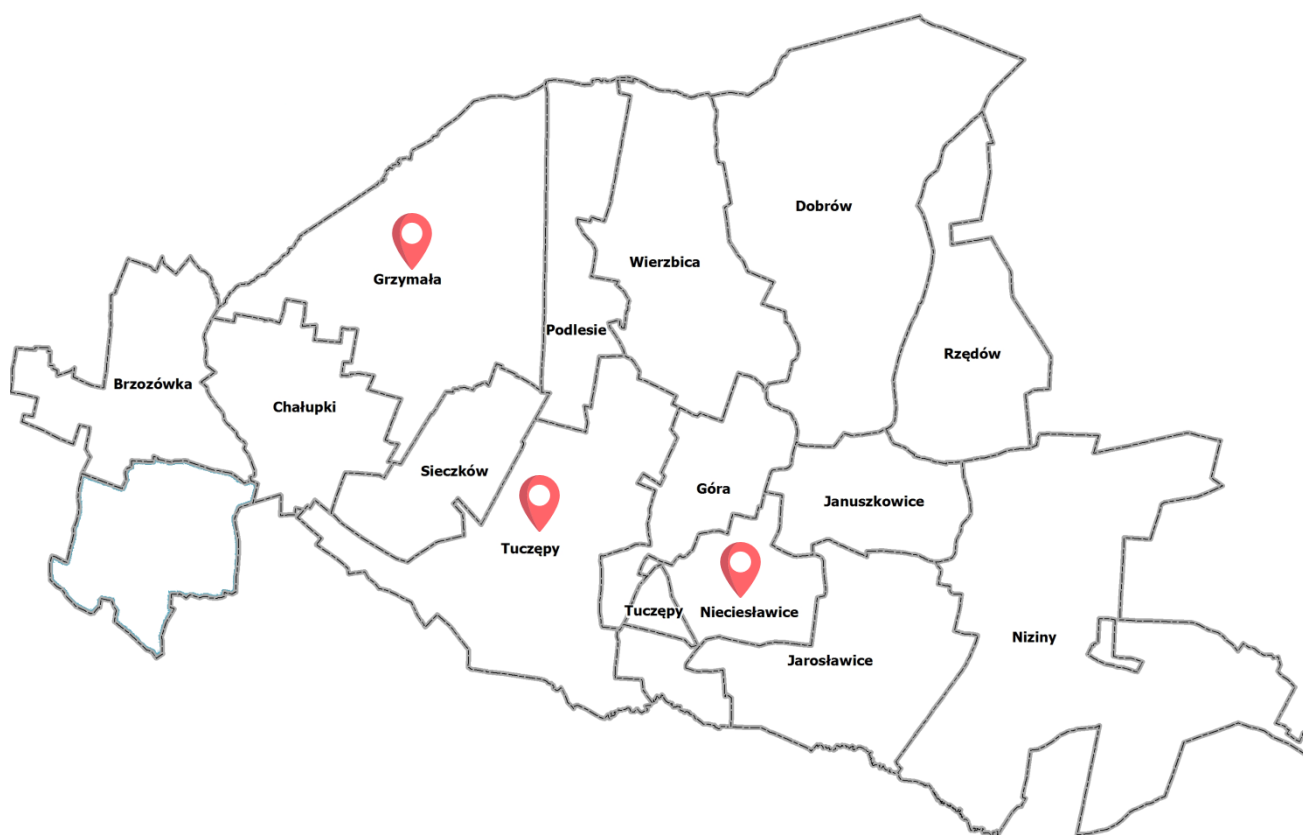 Dobrów
Wierzbica
Grzymała
Podlesie
Rzędów
Brzozówka
Chałupki
Sieczków
Góra
Januszkowice
Tuczępy
Tuczępy
Nieciesławice
Niziny
Jarosławice